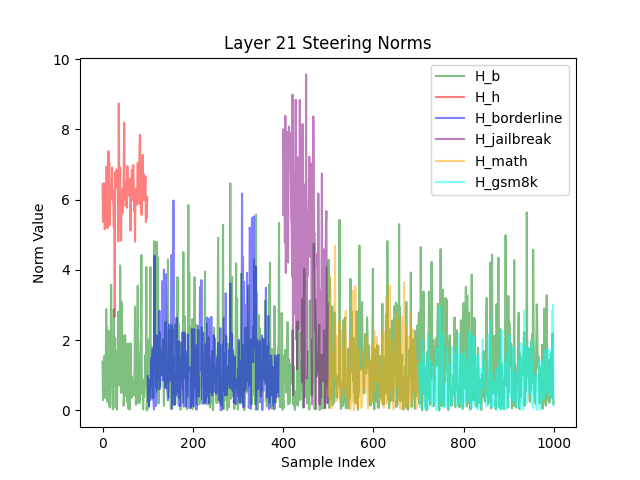 Layer 21 Steering Norms
10
8
6
4
2
0
Norm Value
0 200 400 600 800 1000
Sample Index
H_b
H_h
H_borderline
H_jailbreak
H_math
H_gsm8k